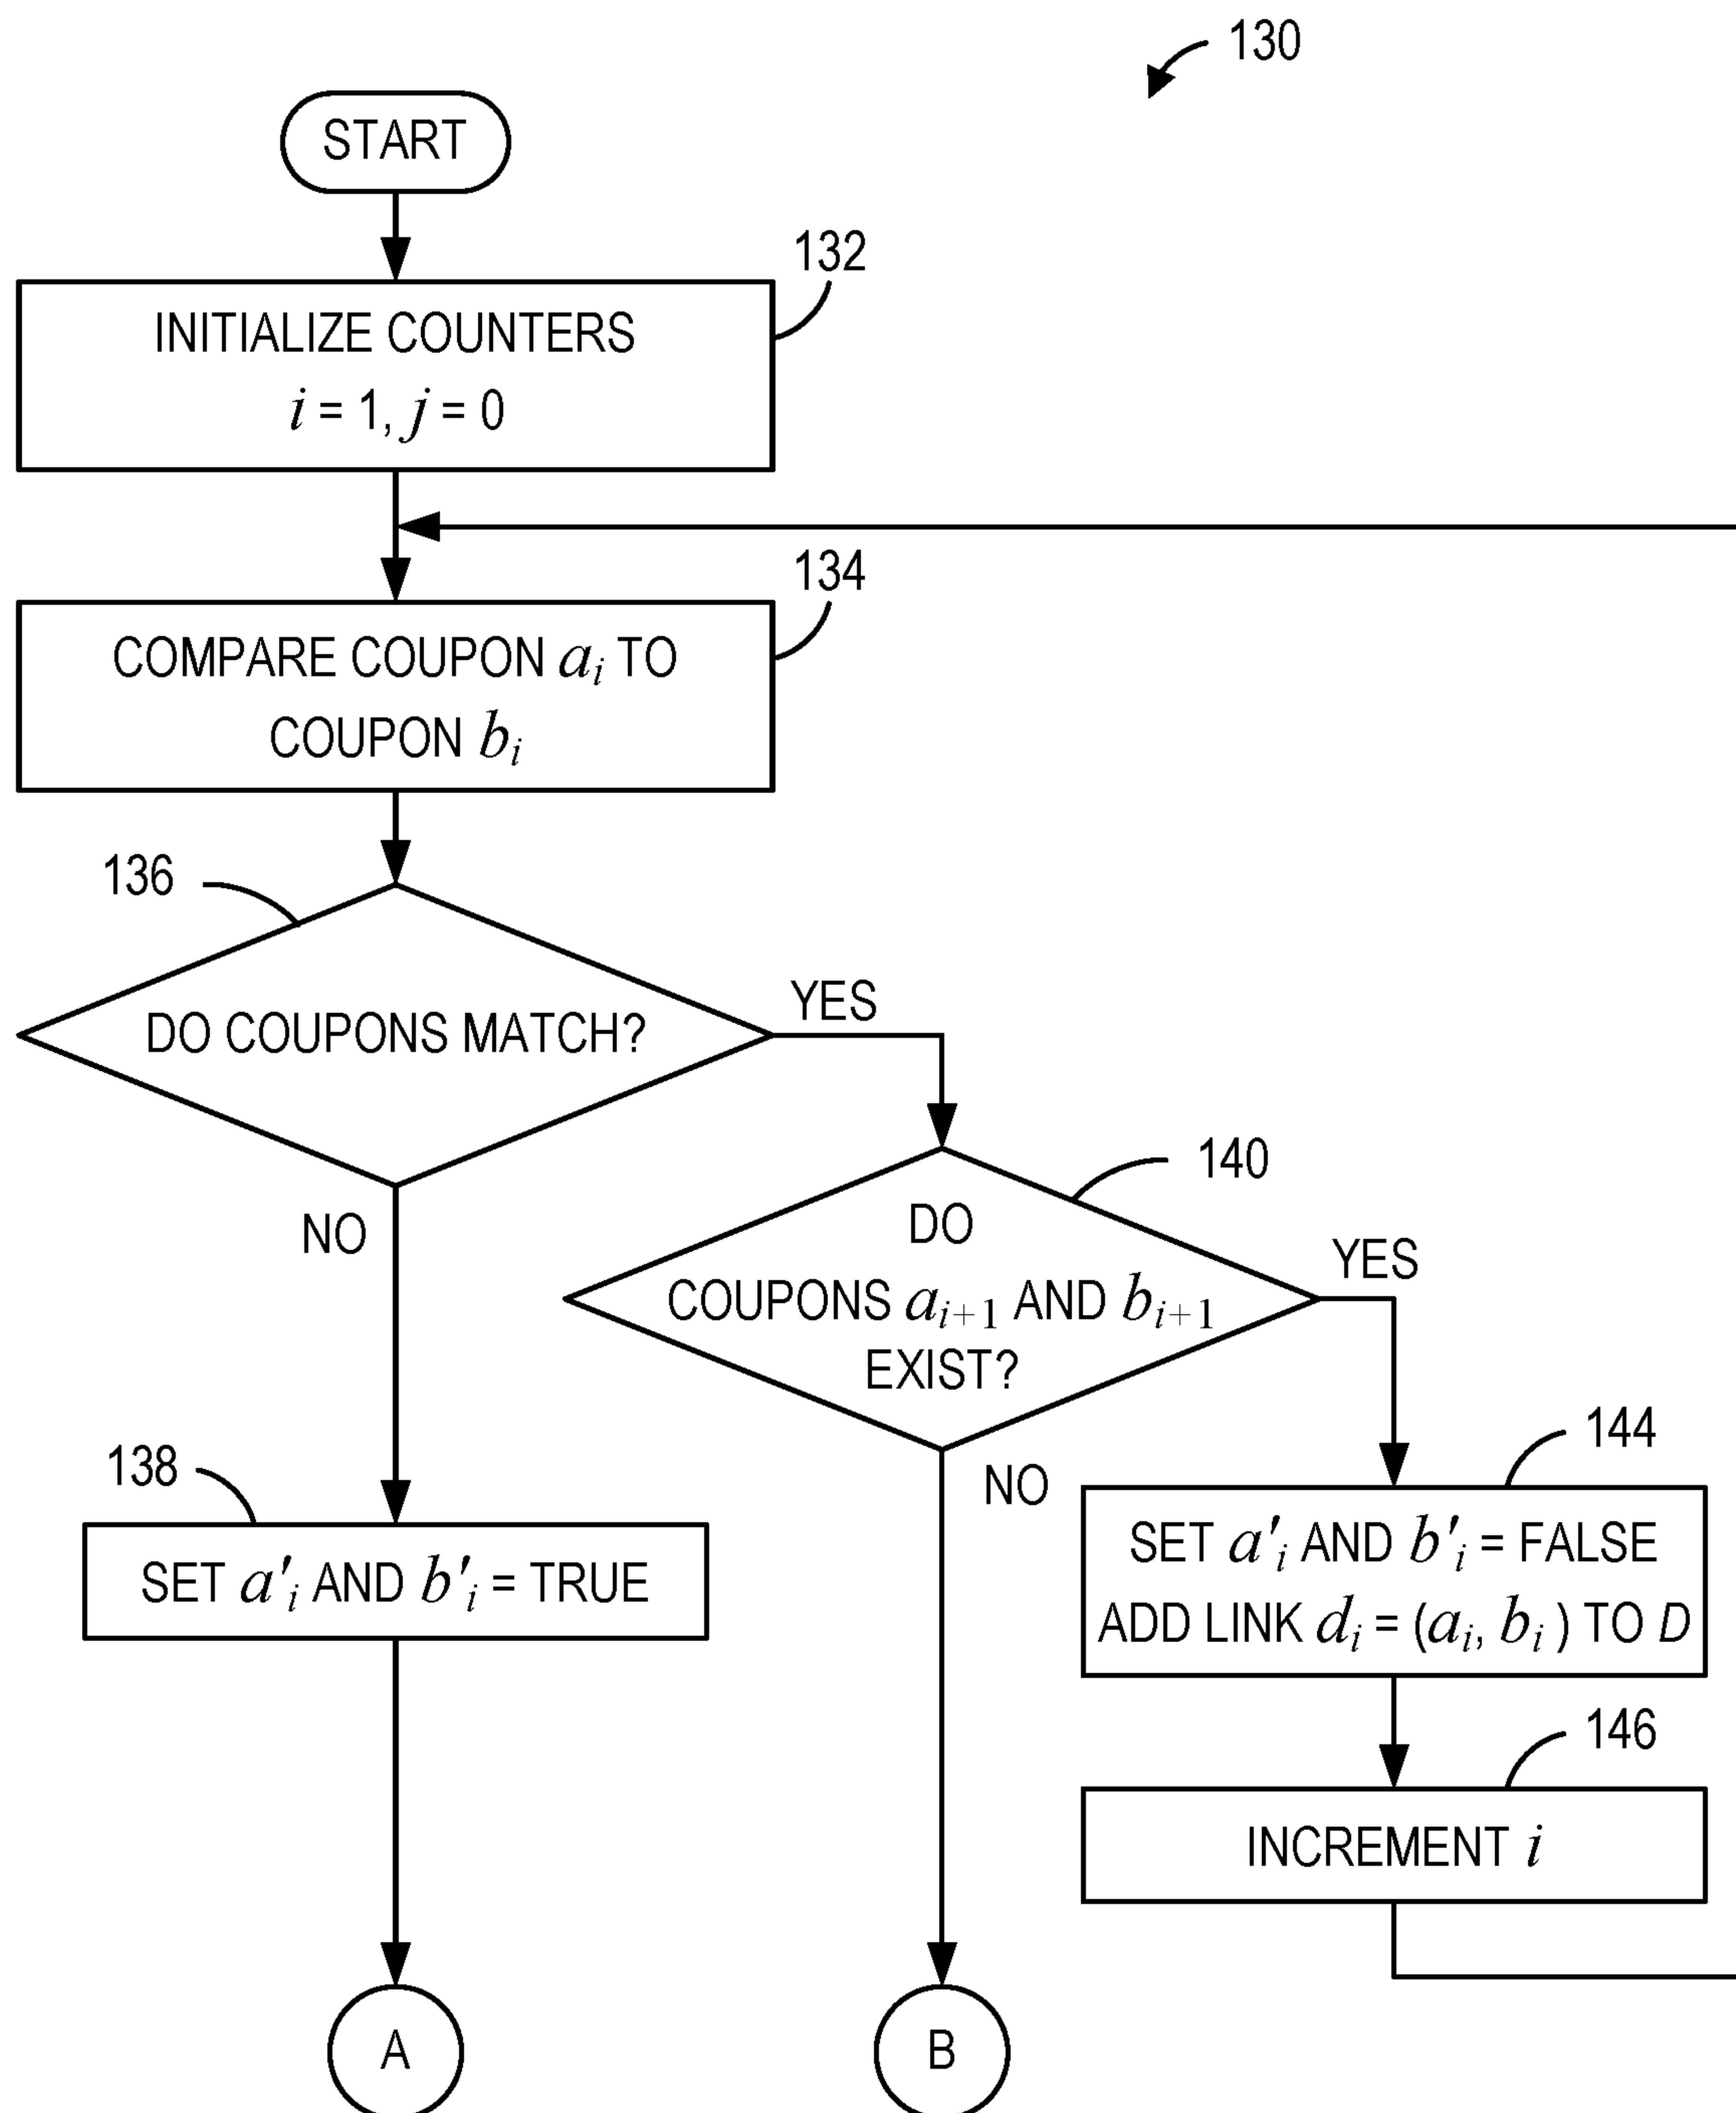 130
START
132
INITIALIZE COUNTERS
i = 1, j = 0
134
COMPARE COUPON aᵢ TO
COUPON bᵢ
136
DO COUPONS MATCH?
YES
NO
140
DO
COUPONS aᵢ₊₁ AND bᵢ₊₁
EXIST?
YES
NO
138
SET a'ᵢ AND b'ᵢ = TRUE
144
SET a'ᵢ AND b'ᵢ = FALSE
ADD LINK dᵢ = (aᵢ, bᵢ ) TO D
146
INCREMENT i
A
B